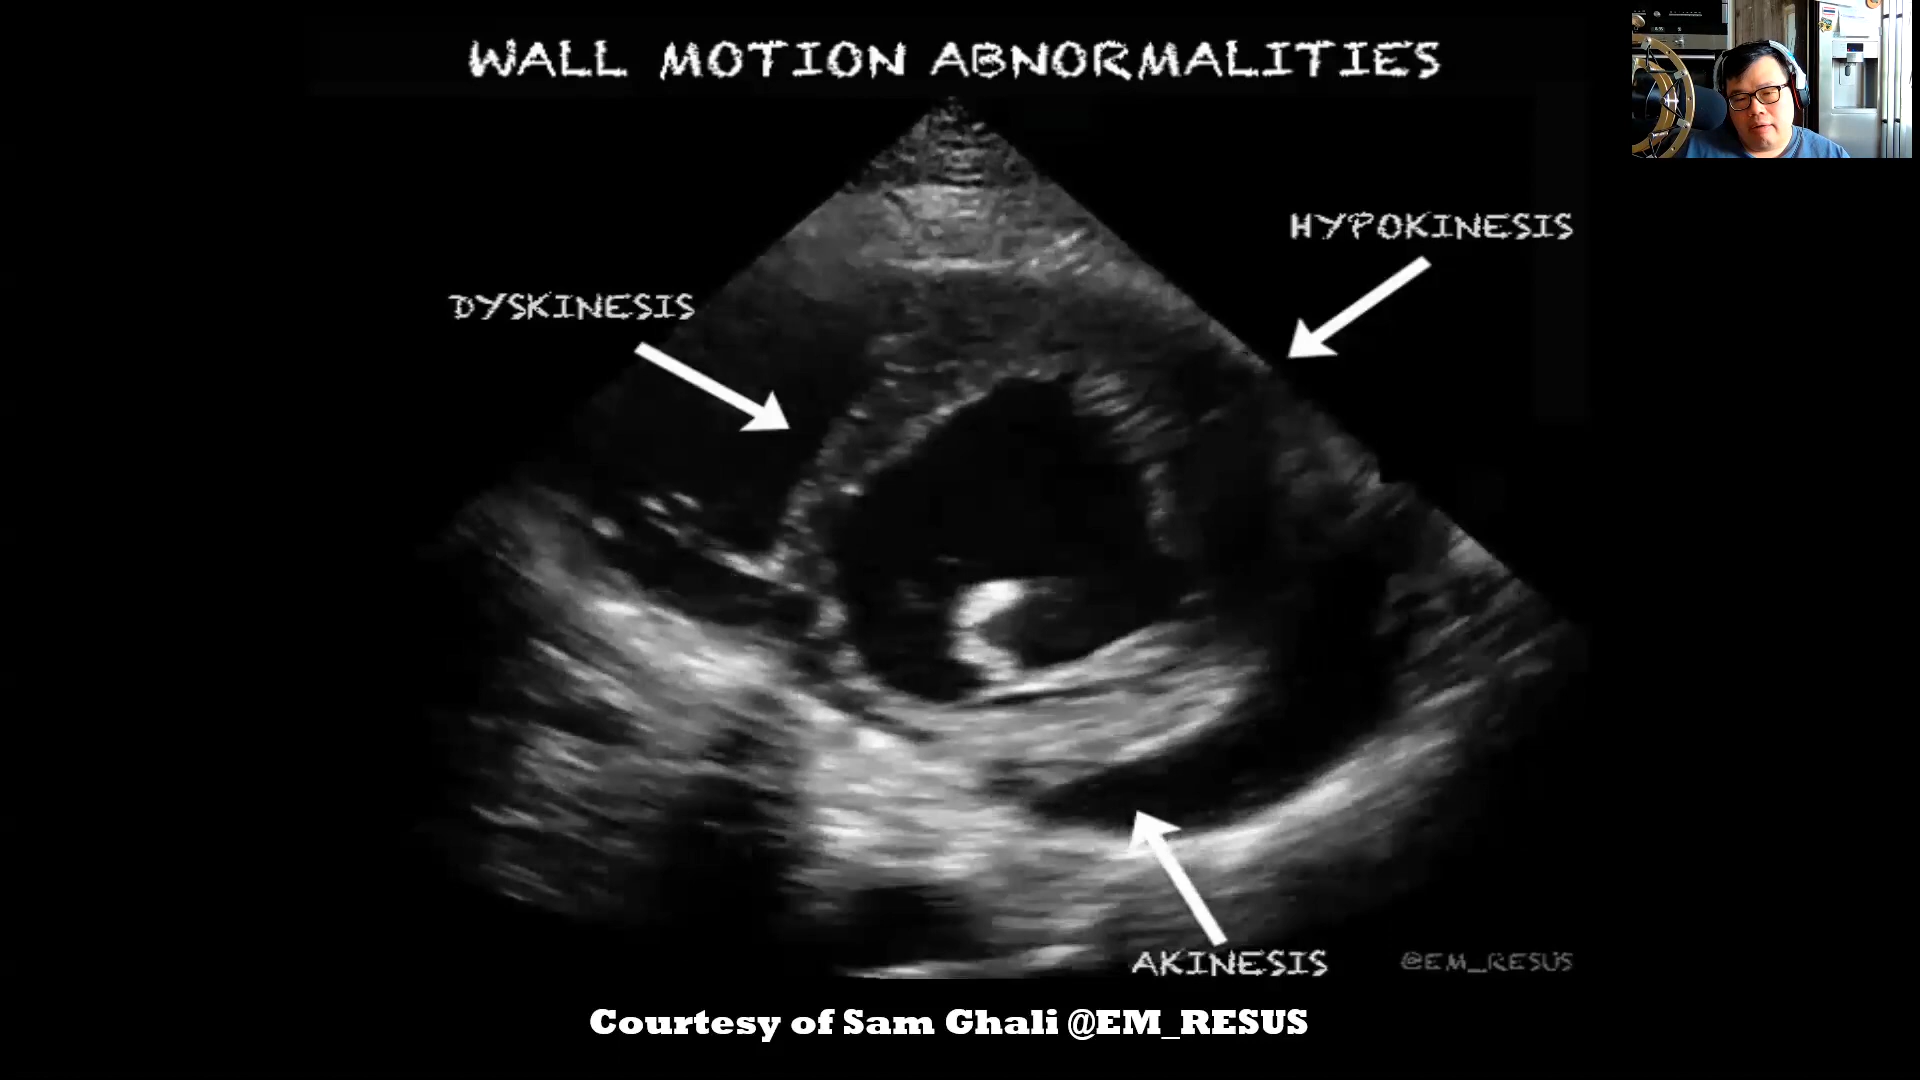 WALL MOTION ABNORMALITIES
HYPOKINESIS
DYSKINESIS
AKINESIS
@EM_RESUS
Courtesy of Sam Ghali @EM_RESUS